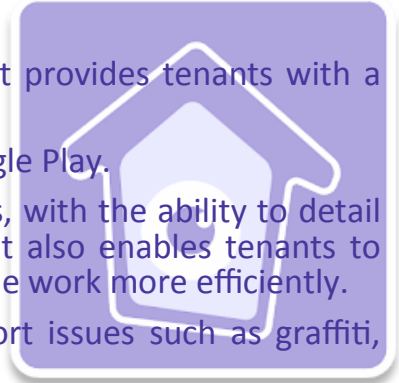 t provides tenants with a
gle Play.
s, with the ability to detail
t also enables tenants to
e work more efficiently.
ort issues such as graffiti,